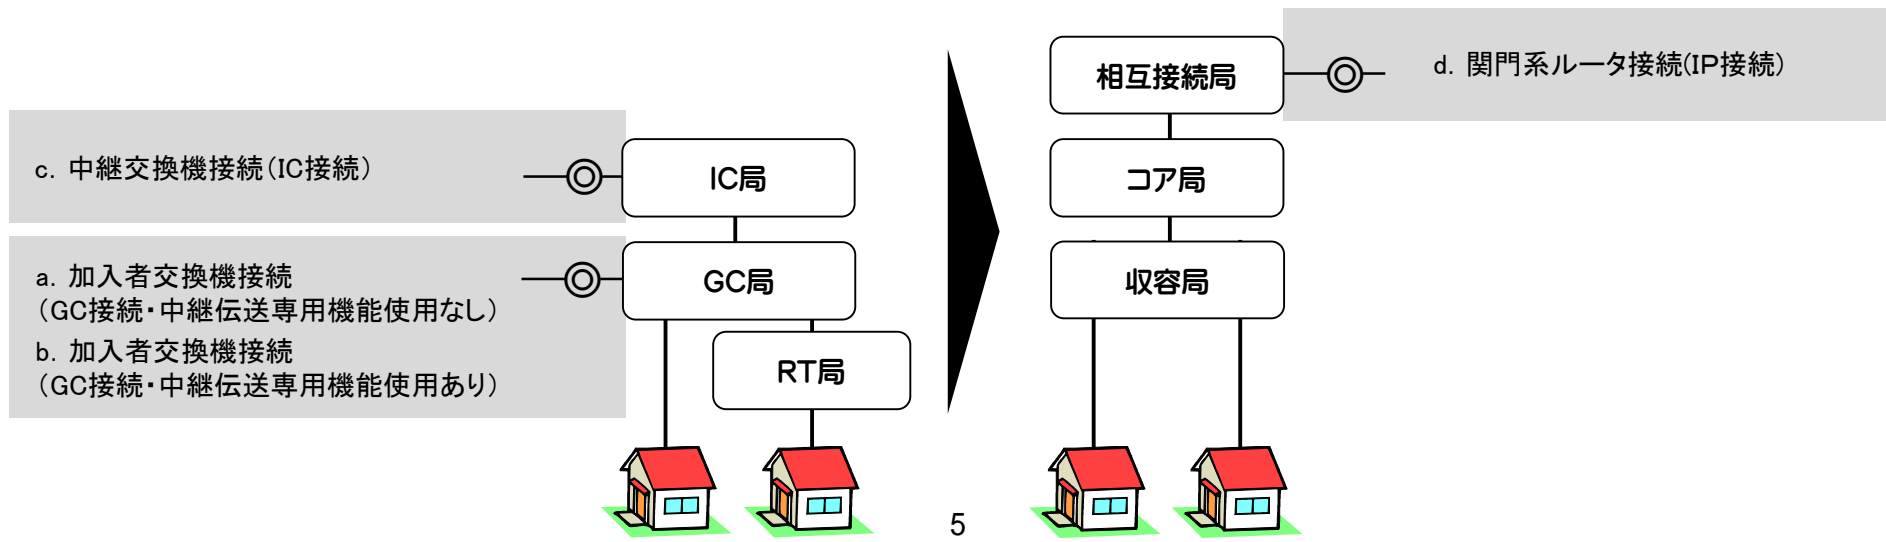 c. 中継交換機接続(IC接続)
a. 加入者交換機接続
(GC接続・中継伝送専用機能使用なし)
b. 加入者交換機接続
(GC接続・中継伝送専用機能使用あり)
IC局
GC局
RT局
相互接続局
コア局
収容局
d. 関門系ルータ接続(IP接続)
5